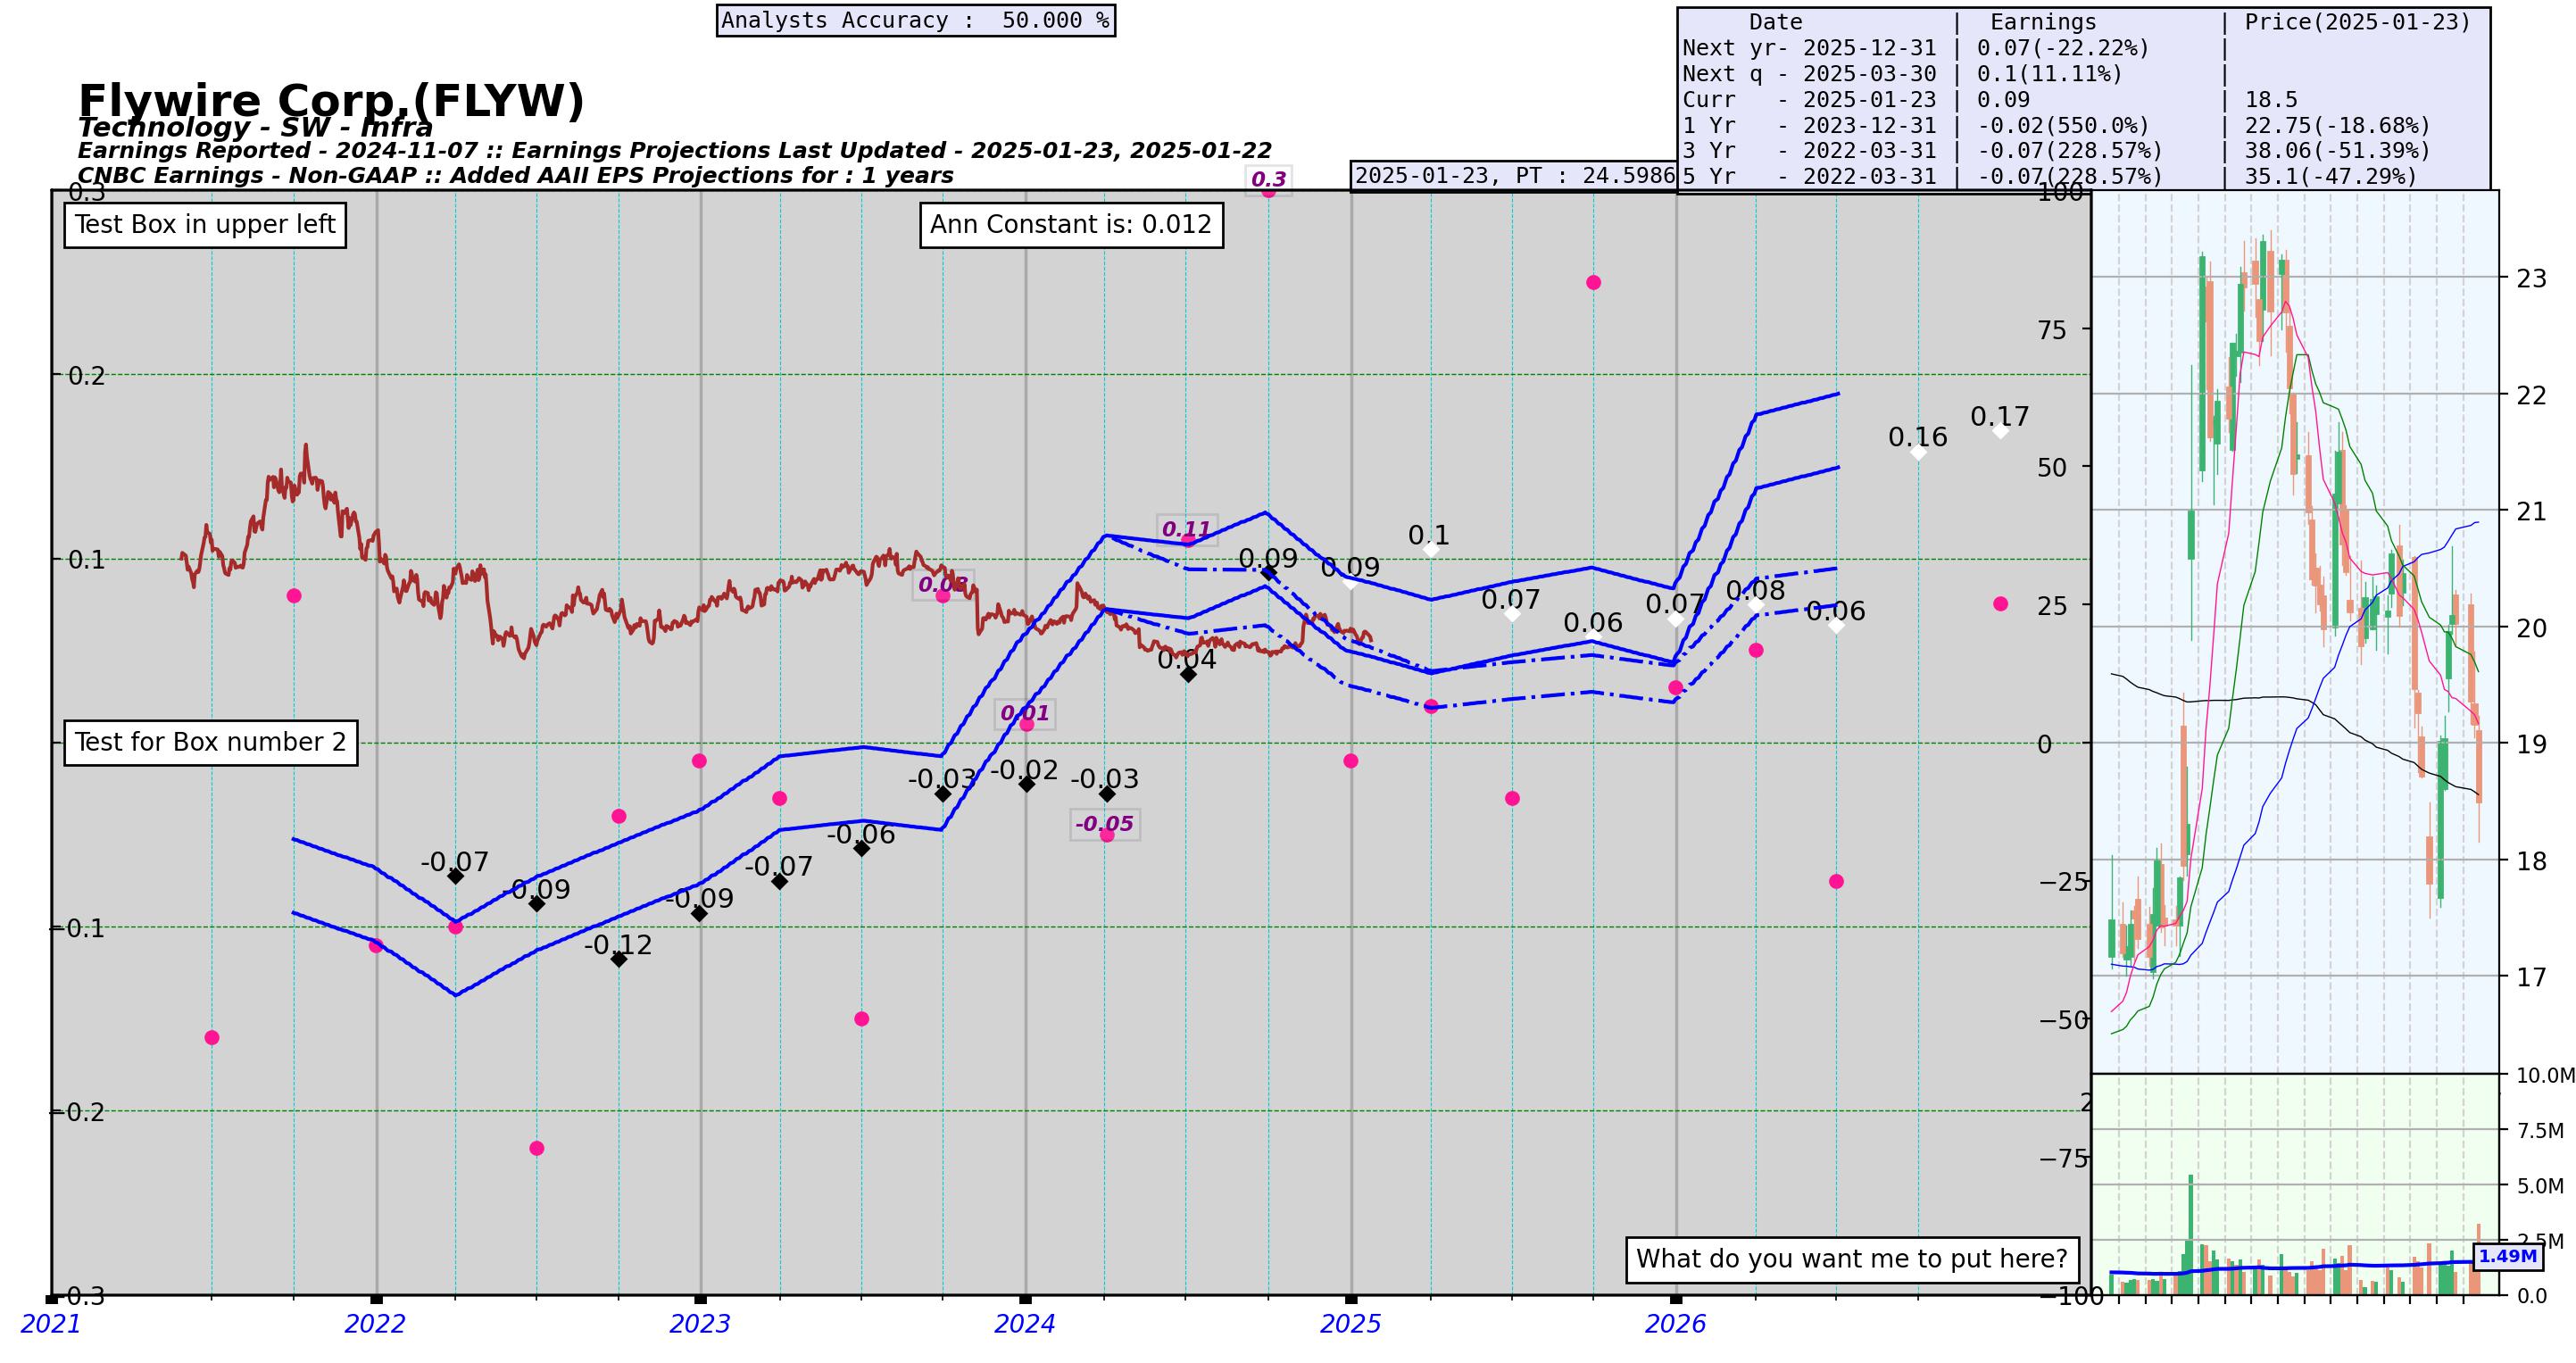 Analysts Accuracy :  50.000 %
Date | Earnings | Price(2025-01-23)
Next yr- 2025-12-31 | 0.07(-22.22%) |
Next q - 2025-03-30 | 0.1(11.11%) |
Curr   - 2025-01-23 | 0.09 | 18.5
1 Yr   - 2023-12-31 | -0.02(550.0%) | 22.75(-18.68%)
3 Yr   - 2022-03-31 | -0.07(228.57%) | 38.06(-51.39%)
5 Yr   - 2022-03-31 | -0.07(228.57%) | 35.1(-47.29%)
Flywire Corp,(FLYW)
Technology - SW - Infra
Earnings Reported - 2024-11-07 :: Earnings Projections Last Updated - 2025-01-23, 2025-01-22
CNBC Earnings - Non-GAAP :: Added AAII EPS Projections for : 1 years
2025-01-23, PT : 24.5986
Test Box in upper left
Ann Constant is: 0.012
Test for Box number 2
What do you want me to put here?
0.3
0.2
0.1
−0.1
−0.2
−0.3
-0.07
-0.09
-0.12
-0.09
-0.07
-0.06
-0.03
-0.02
-0.03
0.04
0.09
0.09
0.1
0.07
0.06
0.07
0.08
0.06
0.16
0.17
0.08
0.01
-0.05
0.11
0.3
100
75
50
25
0
−25
−50
−75
−100
23
22
21
20
19
18
17
10.0M
7.5M
5.0M
2.5M
0.0
1.49M
2021
2022
2023
2024
2025
2026